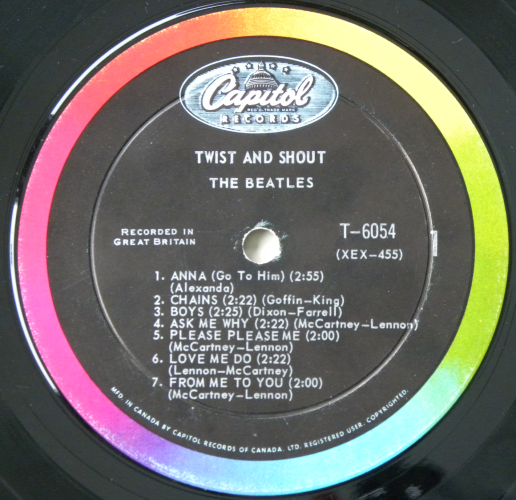 Capitol
REG'D. TRADE MARK
RECORDS
TWIST AND SHOUT
THE BEATLES
RECORDED IN
GREAT BRITAIN
T-6054
(XEX-455)
1. ANNA (Go To Him) (2:55)
(Alexanda)
2. CHAINS (2:22) (Goffin-King)
3. BOYS (2:25) (Dixon-Farrell)
4. ASK ME WHY (2:22) (McCartney-Lennon)
5. PLEASE PLEASE ME (2:00)
(McCartney-Lennon)
6. LOVE ME DO (2:22)
(Lennon-McCartney)
7. FROM ME TO YOU (2:00)
(McCartney-Lennon)
MFD. IN CANADA BY CAPITOL RECORDS OF CANADA, LTD. REGISTERED USER. COPYRIGHTED.